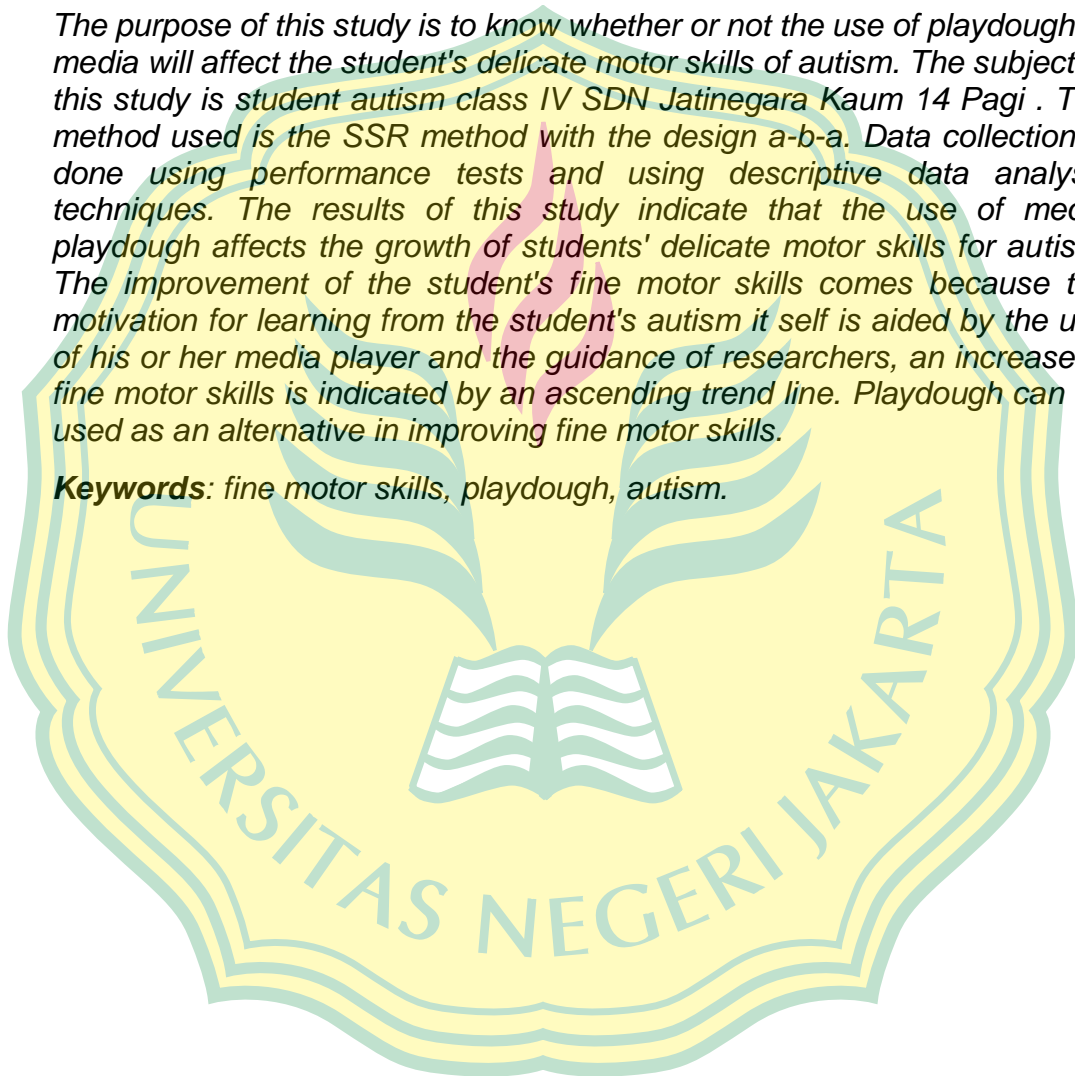 The purpose of this study is to know whether or not the use of playdough
media will affect the student's delicate motor skills of autism. The subject
this study is student autism class IV SDN Jatinegara Kaum 14 Pagi . T
method used is the SSR method with the design a-b-a. Data collection
done using performance tests and using descriptive data analys
techniques. The results of this study indicate that the use of med
playdough affects the growth of students' delicate motor skills for autis
The improvement of the student's fine motor skills comes because t
motivation for learning from the student's autism it self is aided by the u
of his or her media player and the guidance of researchers, an increase
fine motor skills is indicated by an ascending trend line. Playdough can
used as an alternative in improving fine motor skills.
Keywords: fine motor skills, playdough, autism.
UNIVERSITAS NEGERI JAKARTA